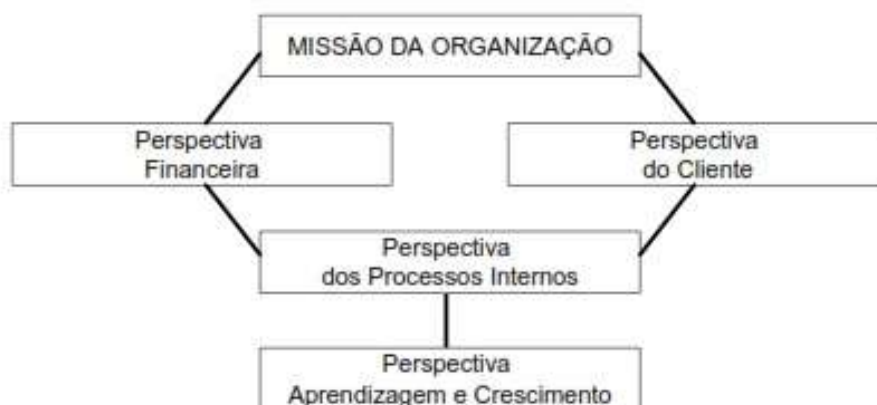 MISSÃO DA ORGANIZAÇÃO
Perspectiva
Financeira
Perspectiva
do Cliente
Perspectiva
dos Processos Internos
Perspectiva
Aprendizagem e Crescimento